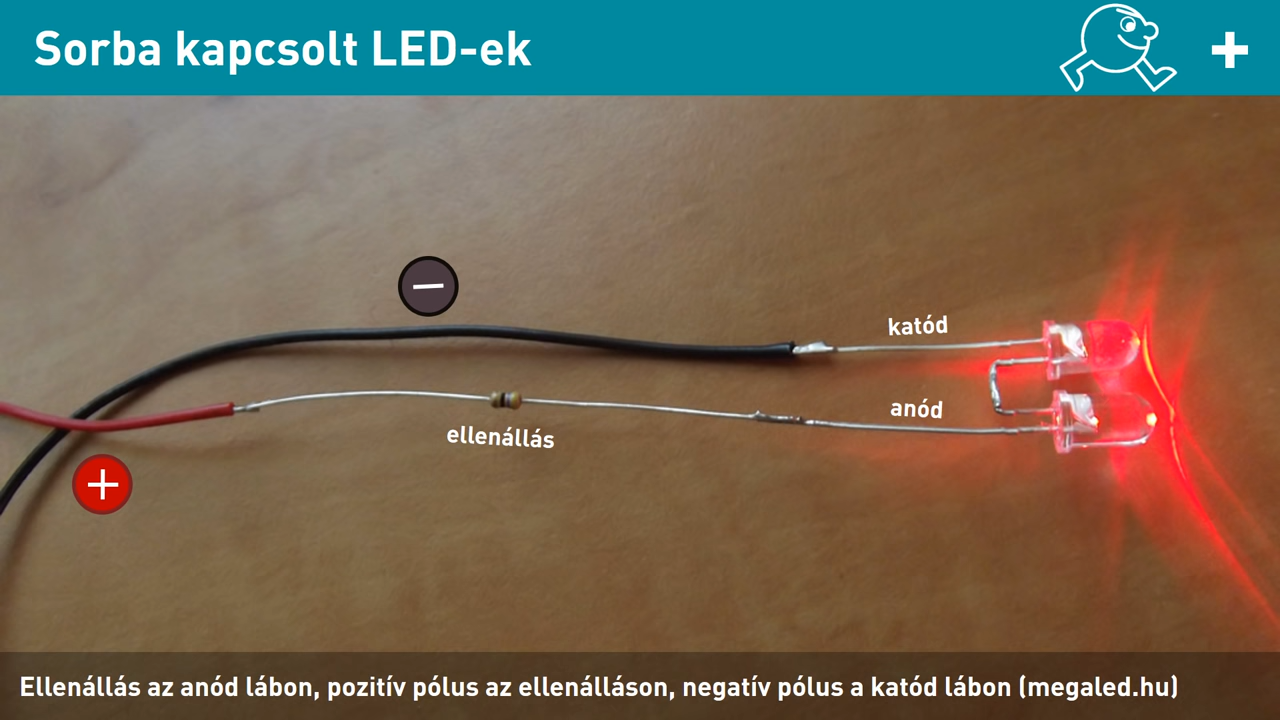 Sorba kapcsolt LED-ek
katód
anód
ellenállás
Ellenállás az anód lábon, pozitív pólus az ellenálláson, negatív pólus a katód lábon (megaled.hu)